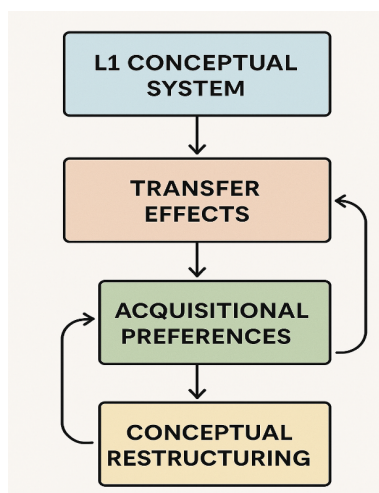 L1 CONCEPTUAL
SYSTEM
TRANSFER
EFFECTS
ACQUISITIONAL
PREFERENCES
CONCEPTUAL
RESTRUCTURING